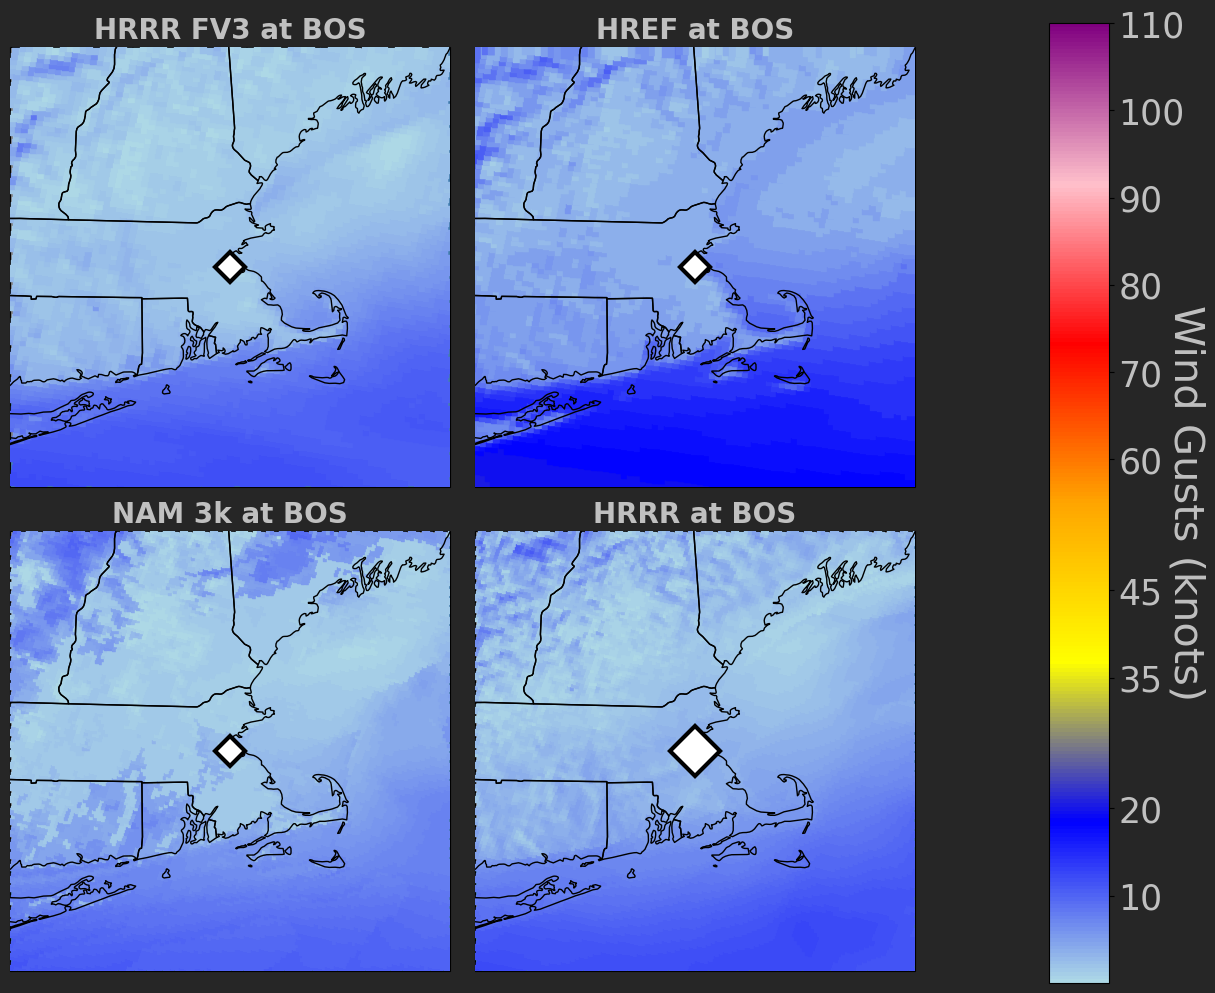 HRRR FV3 at BOS
HREF at BOS
NAM 3k at BOS
HRRR at BOS
110
100
90
80
70
60
45
35
20
10
Wind Gusts (knots)